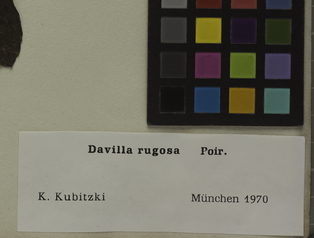 Davilla rugosa Poir.
K. Kubitzki München 1970